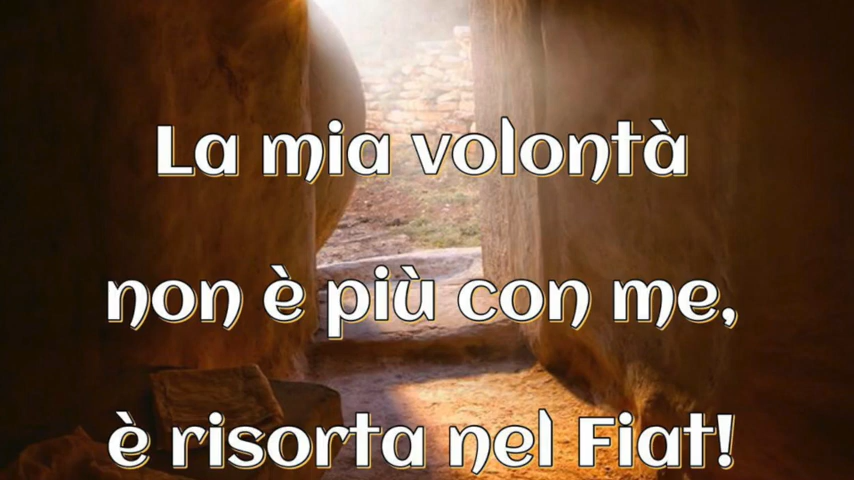 La mia volontà
non è più con me,
è risorta nel Fiat!